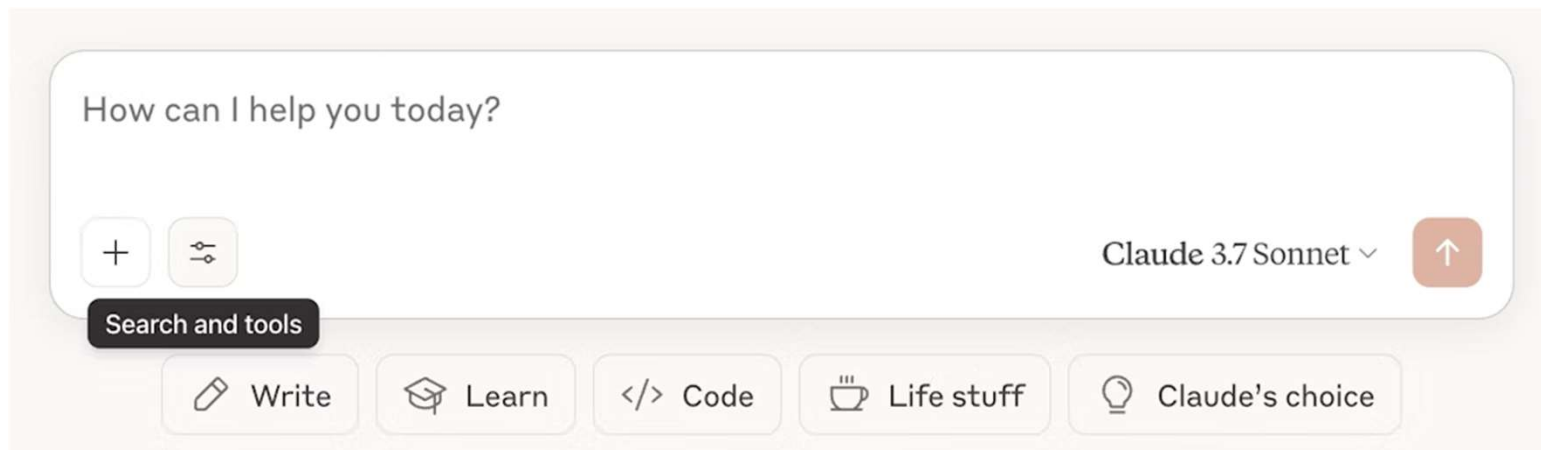 How can I help you today?
Claude 3.7 Sonnet
Search and tools
Write Learn Code Life stuff Claude’s choice